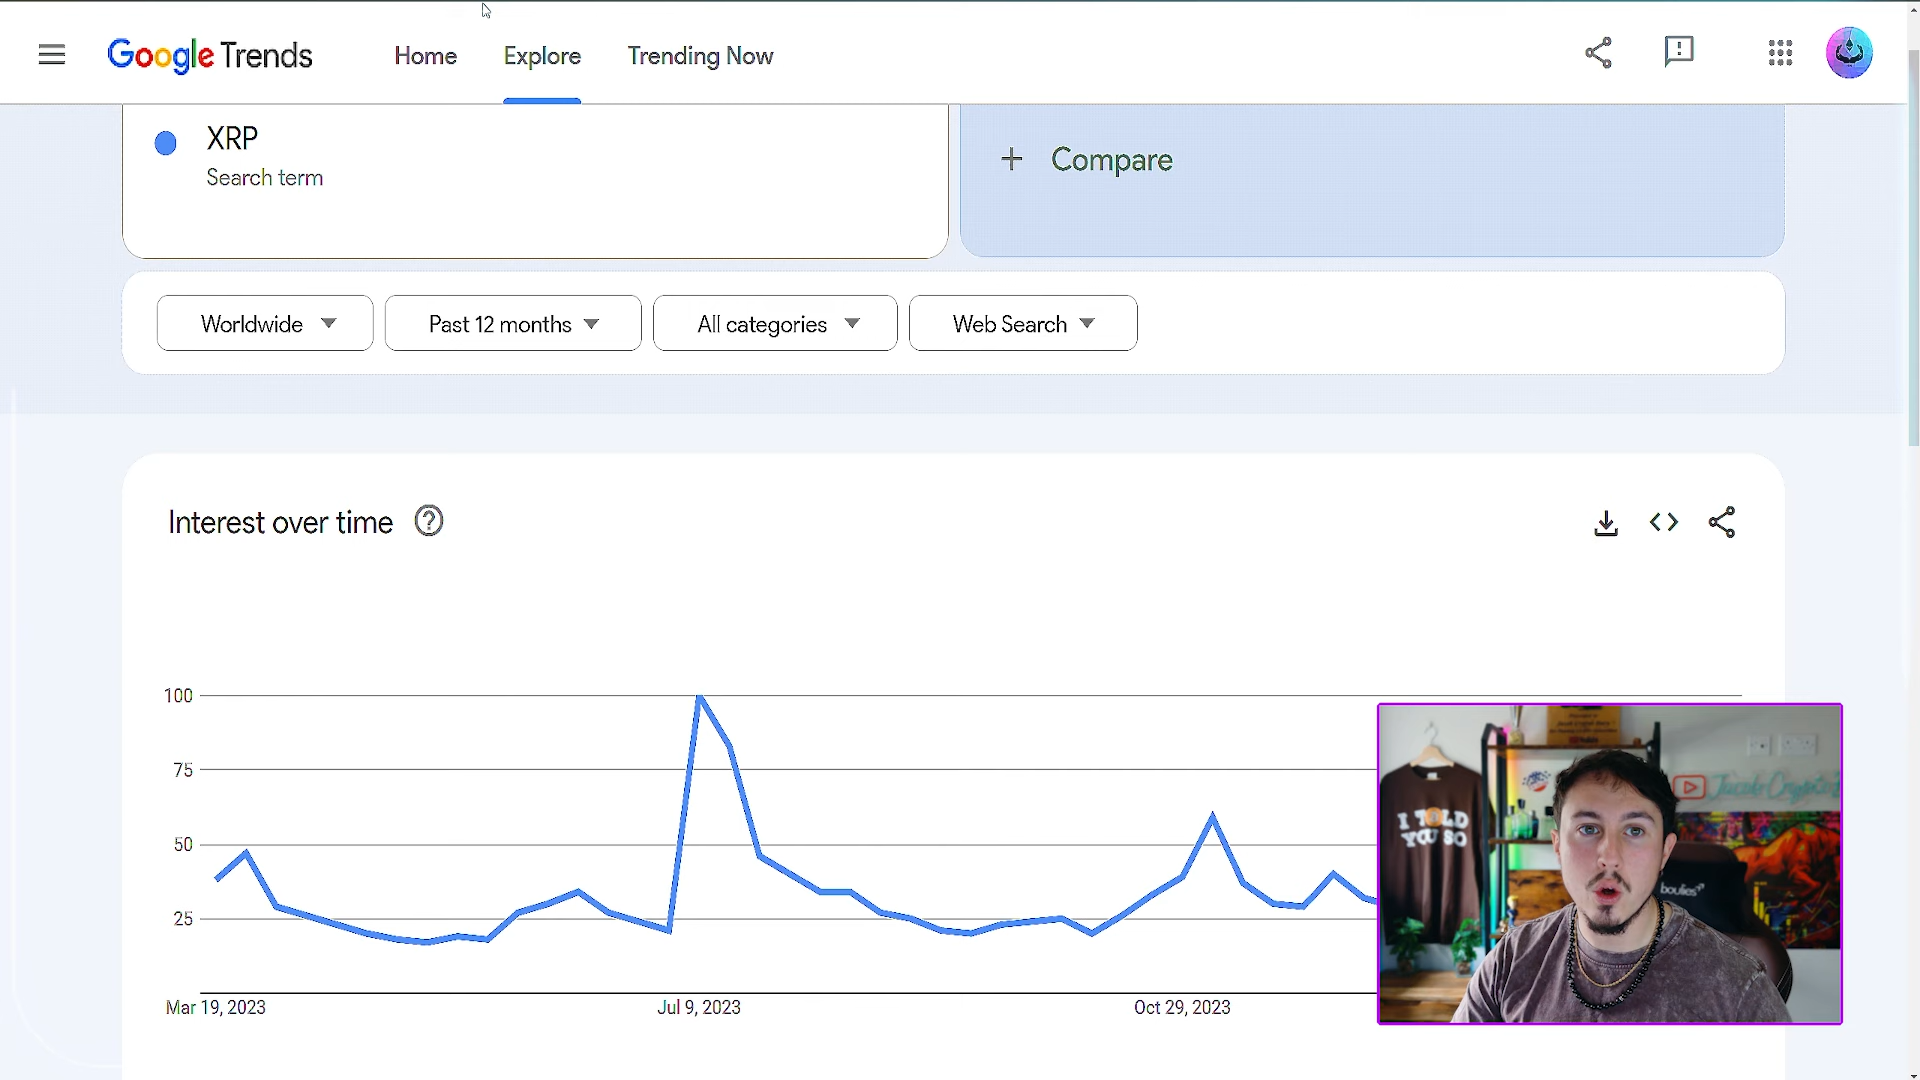 Google Trends
Home
Explore
Trending Now
XRP
Search term
+ Compare
Worldwide
Past 12 months
All categories
Web Search
Interest over time
100
75
50
25
Mar 19, 2023
Jul 9, 2023
Oct 29, 2023
I TOLD
YOU SO
boulies